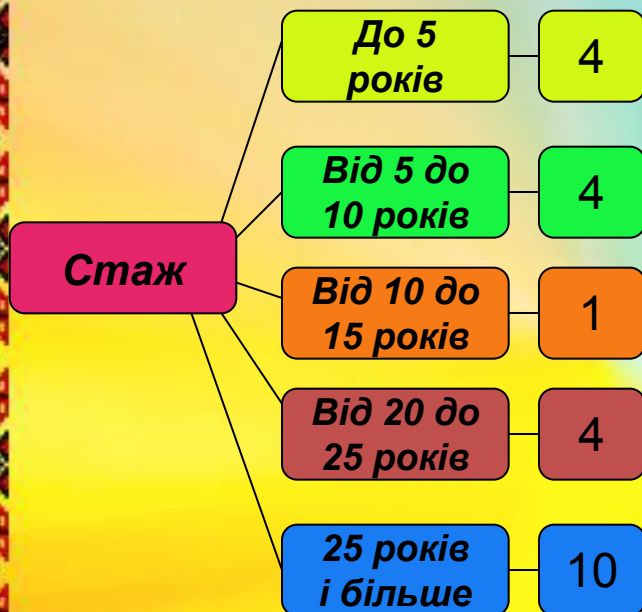 До 5
років
4
Від 5 до
10 років
4
Стаж
Від 10 до
15 років
1
Від 20 до
25 років
4
25 років
і більше
10